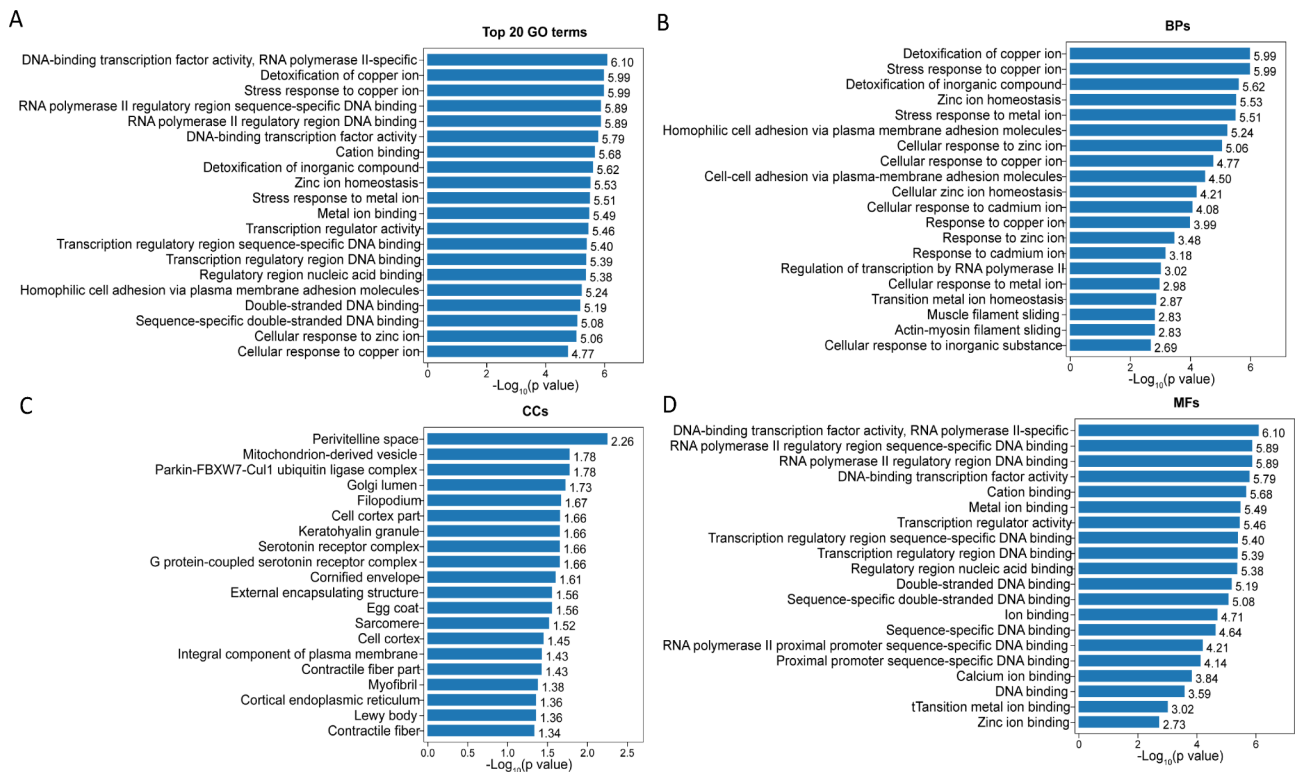 A
Top 20 GO terms
DNA-binding transcription factor activity, RNA polymerase II-specific 6.10
Detoxification of copper ion 5.99
Stress response to copper ion 5.99
RNA polymerase II regulatory region sequence-specific DNA binding 5.89
RNA polymerase II regulatory region DNA binding 5.89
DNA-binding transcription factor activity 5.79
Cation binding 5.68
Detoxification of inorganic compound 5.62
Zinc ion homeostasis 5.53
Stress response to metal ion 5.51
Metal ion binding 5.49
Transcription regulator activity 5.46
Transcription regulatory region sequence-specific DNA binding 5.40
Transcription regulatory region DNA binding 5.39
Regulatory region nucleic acid binding 5.38
Homophilic cell adhesion via plasma membrane adhesion molecules 5.24
Double-stranded DNA binding 5.19
Sequence-specific double-stranded DNA binding 5.08
Cellular response to zinc ion 5.06
Cellular response to copper ion 4.77
0 2 4 6
-Log10(p value)
B
BPs
Detoxification of copper ion 5.99
Stress response to copper ion 5.99
Detoxification of inorganic compound 5.62
Zinc ion homeostasis 5.53
Stress response to metal ion 5.51
Homophilic cell adhesion via plasma membrane adhesion molecules 5.24
Cellular response to zinc ion 5.06
Cellular response to copper ion 4.77
Cell-cell adhesion via plasma-membrane adhesion molecules 4.50
Cellular zinc ion homeostasis 4.21
Cellular response to cadmium ion 4.08
Response to copper ion 3.99
Response to zinc ion 3.48
Response to cadmium ion 3.18
Regulation of transcription by RNA polymerase II 3.02
Cellular response to metal ion 2.98
Transition metal ion homeostasis 2.87
Muscle filament sliding 2.83
Actin-myosin filament sliding 2.83
Cellular response to inorganic substance 2.69
0 1 2 3 4 5 6
-Log10(p value)
C
CCs
Perivitelline space 2.26
Mitochondrion-derived vesicle 1.78
Parkin-FBXW7-Cul1 ubiquitin ligase complex 1.78
Golgi lumen 1.73
Filopodium 1.67
Cell cortex part 1.66
Keratohyalin granule 1.66
Serotonin receptor complex 1.66
G protein-coupled serotonin receptor complex 1.66
Cornified envelope 1.61
External encapsulating structure 1.56
Egg coat 1.56
Sarcomere 1.52
Cell cortex 1.45
Integral component of plasma membrane 1.43
Contractile fiber part 1.43
Myofibril 1.38
Cortical endoplasmic reticulum 1.36
Lewy body 1.36
Contractile fiber 1.34
0.0 0.5 1.0 1.5 2.0 2.5
-Log10(p value)
D
MFs
DNA-binding transcription factor activity, RNA polymerase II-specific 6.10
RNA polymerase II regulatory region sequence-specific DNA binding 5.89
RNA polymerase II regulatory region DNA binding 5.89
DNA-binding transcription factor activity 5.79
Cation binding 5.68
Metal ion binding 5.49
Transcription regulator activity 5.46
Transcription regulatory region sequence-specific DNA binding 5.40
Transcription regulatory region DNA binding 5.39
Regulatory region nucleic acid binding 5.38
Double-stranded DNA binding 5.19
Sequence-specific double-stranded DNA binding 5.08
Ion binding 4.71
Sequence-specific DNA binding 4.64
RNA polymerase II proximal promoter sequence-specific DNA binding 4.21
Proximal promoter sequence-specific DNA binding 4.14
Calcium ion binding 3.84
DNA binding 3.59
tTansition metal ion binding 3.02
Zinc ion binding 2.73
0 2 4 6
-Log10(p value)